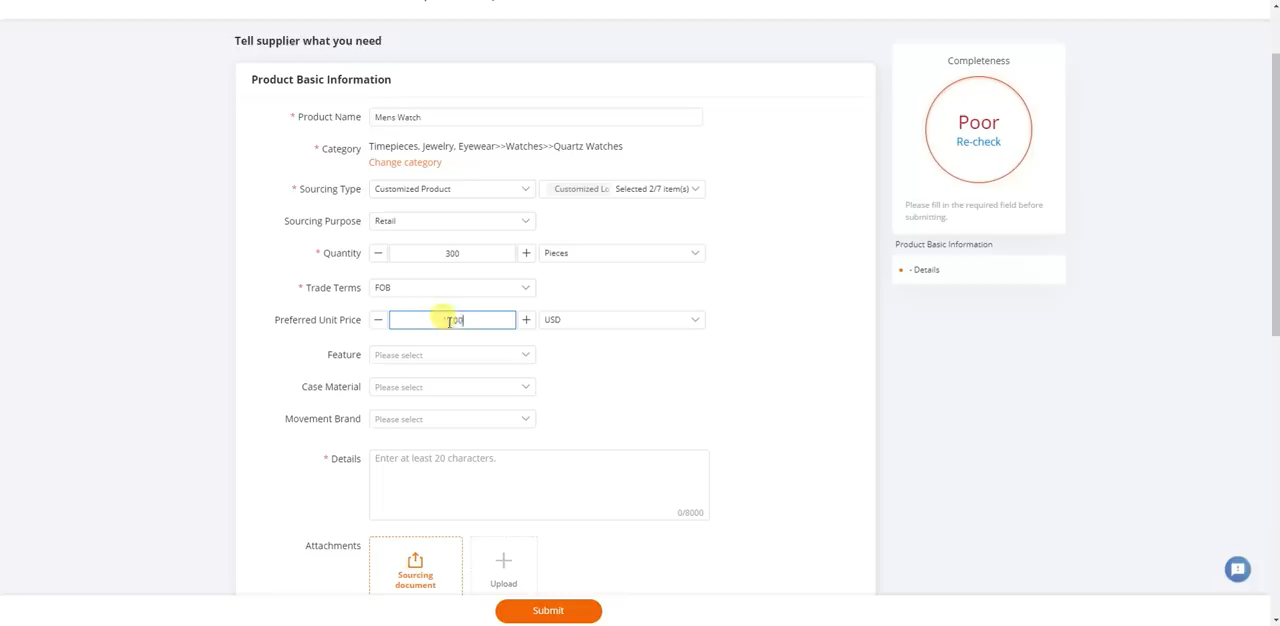 Tell supplier what you need
Product Basic Information
* Product Name Mens Watch
* Category Timepieces, Jewelry, Eyewear>>Watches>>Quartz Watches
Change category
* Sourcing Type Customized Product Customized Lo Selected 2/7 item(s)
Sourcing Purpose Retail
* Quantity − 300 + Pieces
* Trade Terms FOB
Preferred Unit Price − + USD
Feature Please select
Case Material Please select
Movement Brand Please select
* Details Enter at least 20 characters.
0/8000
Attachments
Sourcing
document
Upload
Submit
Completeness
Poor
Re-check
Please fill in the required field before
submitting.
Product Basic Information
- Details